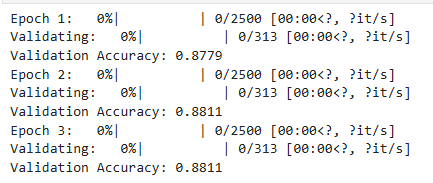 Epoch 1:   0%|          | 0/2500 [00:00<?, ?it/s]
Validating:   0%|          | 0/313 [00:00<?, ?it/s]
Validation Accuracy: 0.8779
Epoch 2:   0%|          | 0/2500 [00:00<?, ?it/s]
Validating:   0%|          | 0/313 [00:00<?, ?it/s]
Validation Accuracy: 0.8811
Epoch 3:   0%|          | 0/2500 [00:00<?, ?it/s]
Validating:   0%|          | 0/313 [00:00<?, ?it/s]
Validation Accuracy: 0.8811